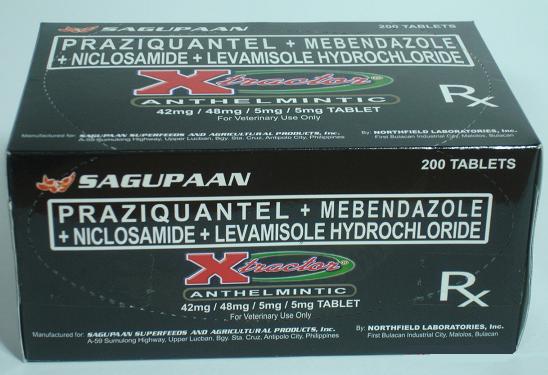 SAGUPAAN
200 TABLETS
PRAZIQUANTEL + MEBENDAZOLE
+ NICLOSAMIDE + LEVAMISOLE HYDROCHLORIDE
Xtractor®
ANTHELMINTIC
42mg / 48mg / 5mg / 5mg TABLET
For Veterinary Use Only
Rx
Manufactured for: SAGUPAAN SUPERFEEDS AND AGRICULTURAL PRODUCTS, Inc.
A-59 Sumulong Highway, Upper Lucban, Bgy. Sta. Cruz, Antipolo City, Philippines
By: NORTHFIELD LABORATORIES, Inc.
First Bulacan Industrial City, Malolos, Bulacan
SAGUPAAN
200 TABLETS
PRAZIQUANTEL + MEBENDAZOLE
+ NICLOSAMIDE + LEVAMISOLE HYDROCHLORIDE
Xtractor®
ANTHELMINTIC
42mg / 48mg / 5mg / 5mg TABLET
For Veterinary Use Only
Rx
Manufactured for: SAGUPAAN SUPERFEEDS AND AGRICULTURAL PRODUCTS, Inc.
A-59 Sumulong Highway, Upper Lucban, Bgy. Sta. Cruz, Antipolo City, Philippines
By: NORTHFIELD LABORATORIES, Inc.
First Bulacan Industrial City, Malolos, Bulacan